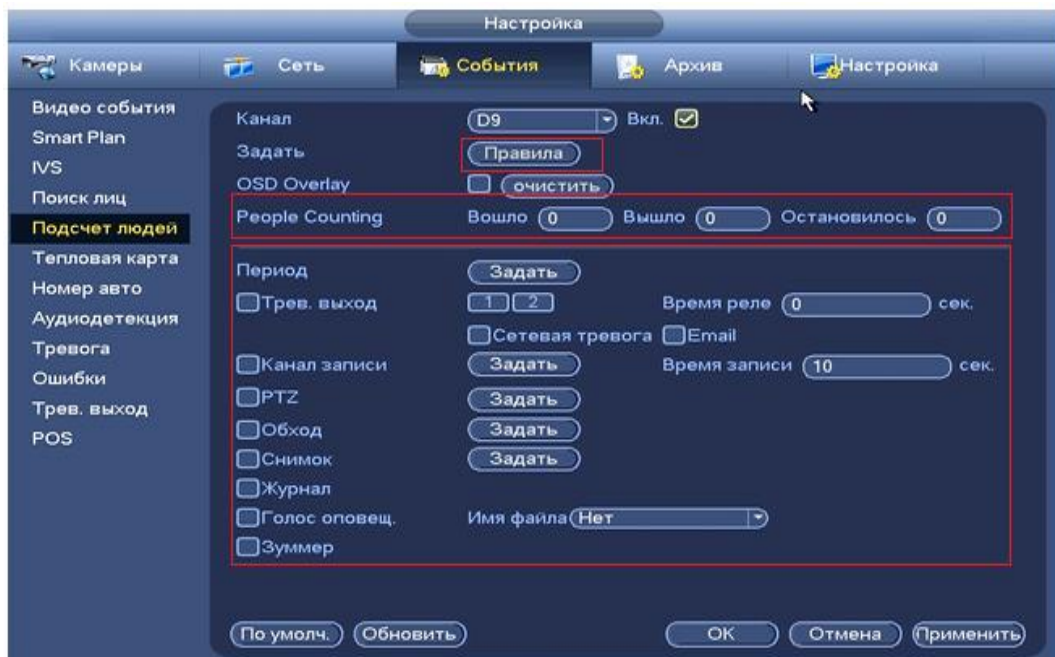 Настройка
Камеры Сеть События Архив Настройка
Видео события
Smart Plan
IVS
Поиск лиц
Подсчет людей
Тепловая карта
Номер авто
Аудиодетекция
Тревога
Ошибки
Трев. выход
POS
Канал D9 Вкл.
Задать Правила
OSD Overlay очистить
People Counting Вошло 0 Вышло 0 Остановилось 0
Период Задать
Трев. выход 1 2 Время реле 0 сек.
Сетевая тревога Email
Канал записи Задать Время записи 10 сек.
PTZ Задать
Обход Задать
Снимок Задать
Журнал
Голос оповещ. Имя файла Нет
Зуммер
По умолч. Обновить OK Отмена Применить